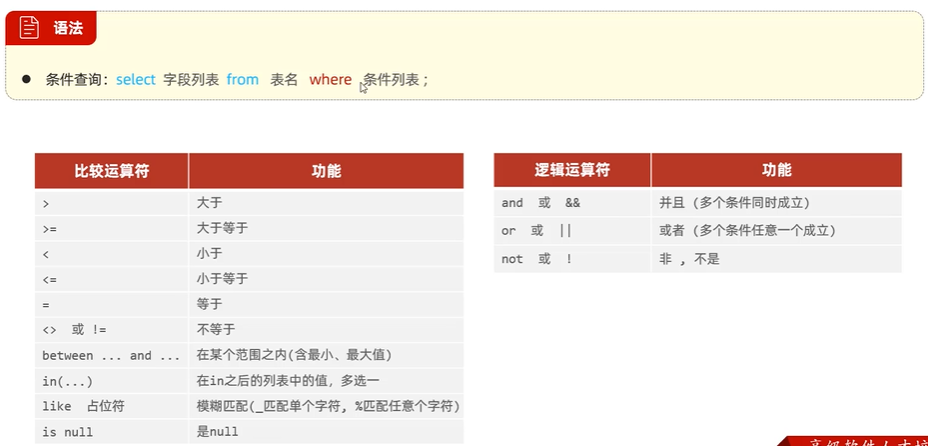 语法
● 条件查询：select 字段列表 from 表名 where 条件列表 ;
比较运算符 功能
> 大于
>= 大于等于
< 小于
<= 小于等于
= 等于
<> 或 != 不等于
between ... and ... 在某个范围之内(含最小、最大值)
in(...) 在in之后的列表中的值，多选一
like 占位符 模糊匹配(_匹配单个字符, %匹配任意个字符)
is null 是null
逻辑运算符 功能
and 或 && 并且 (多个条件同时成立)
or 或 || 或者 (多个条件任意一个成立)
not 或 ! 非 , 不是
高级软件人才培